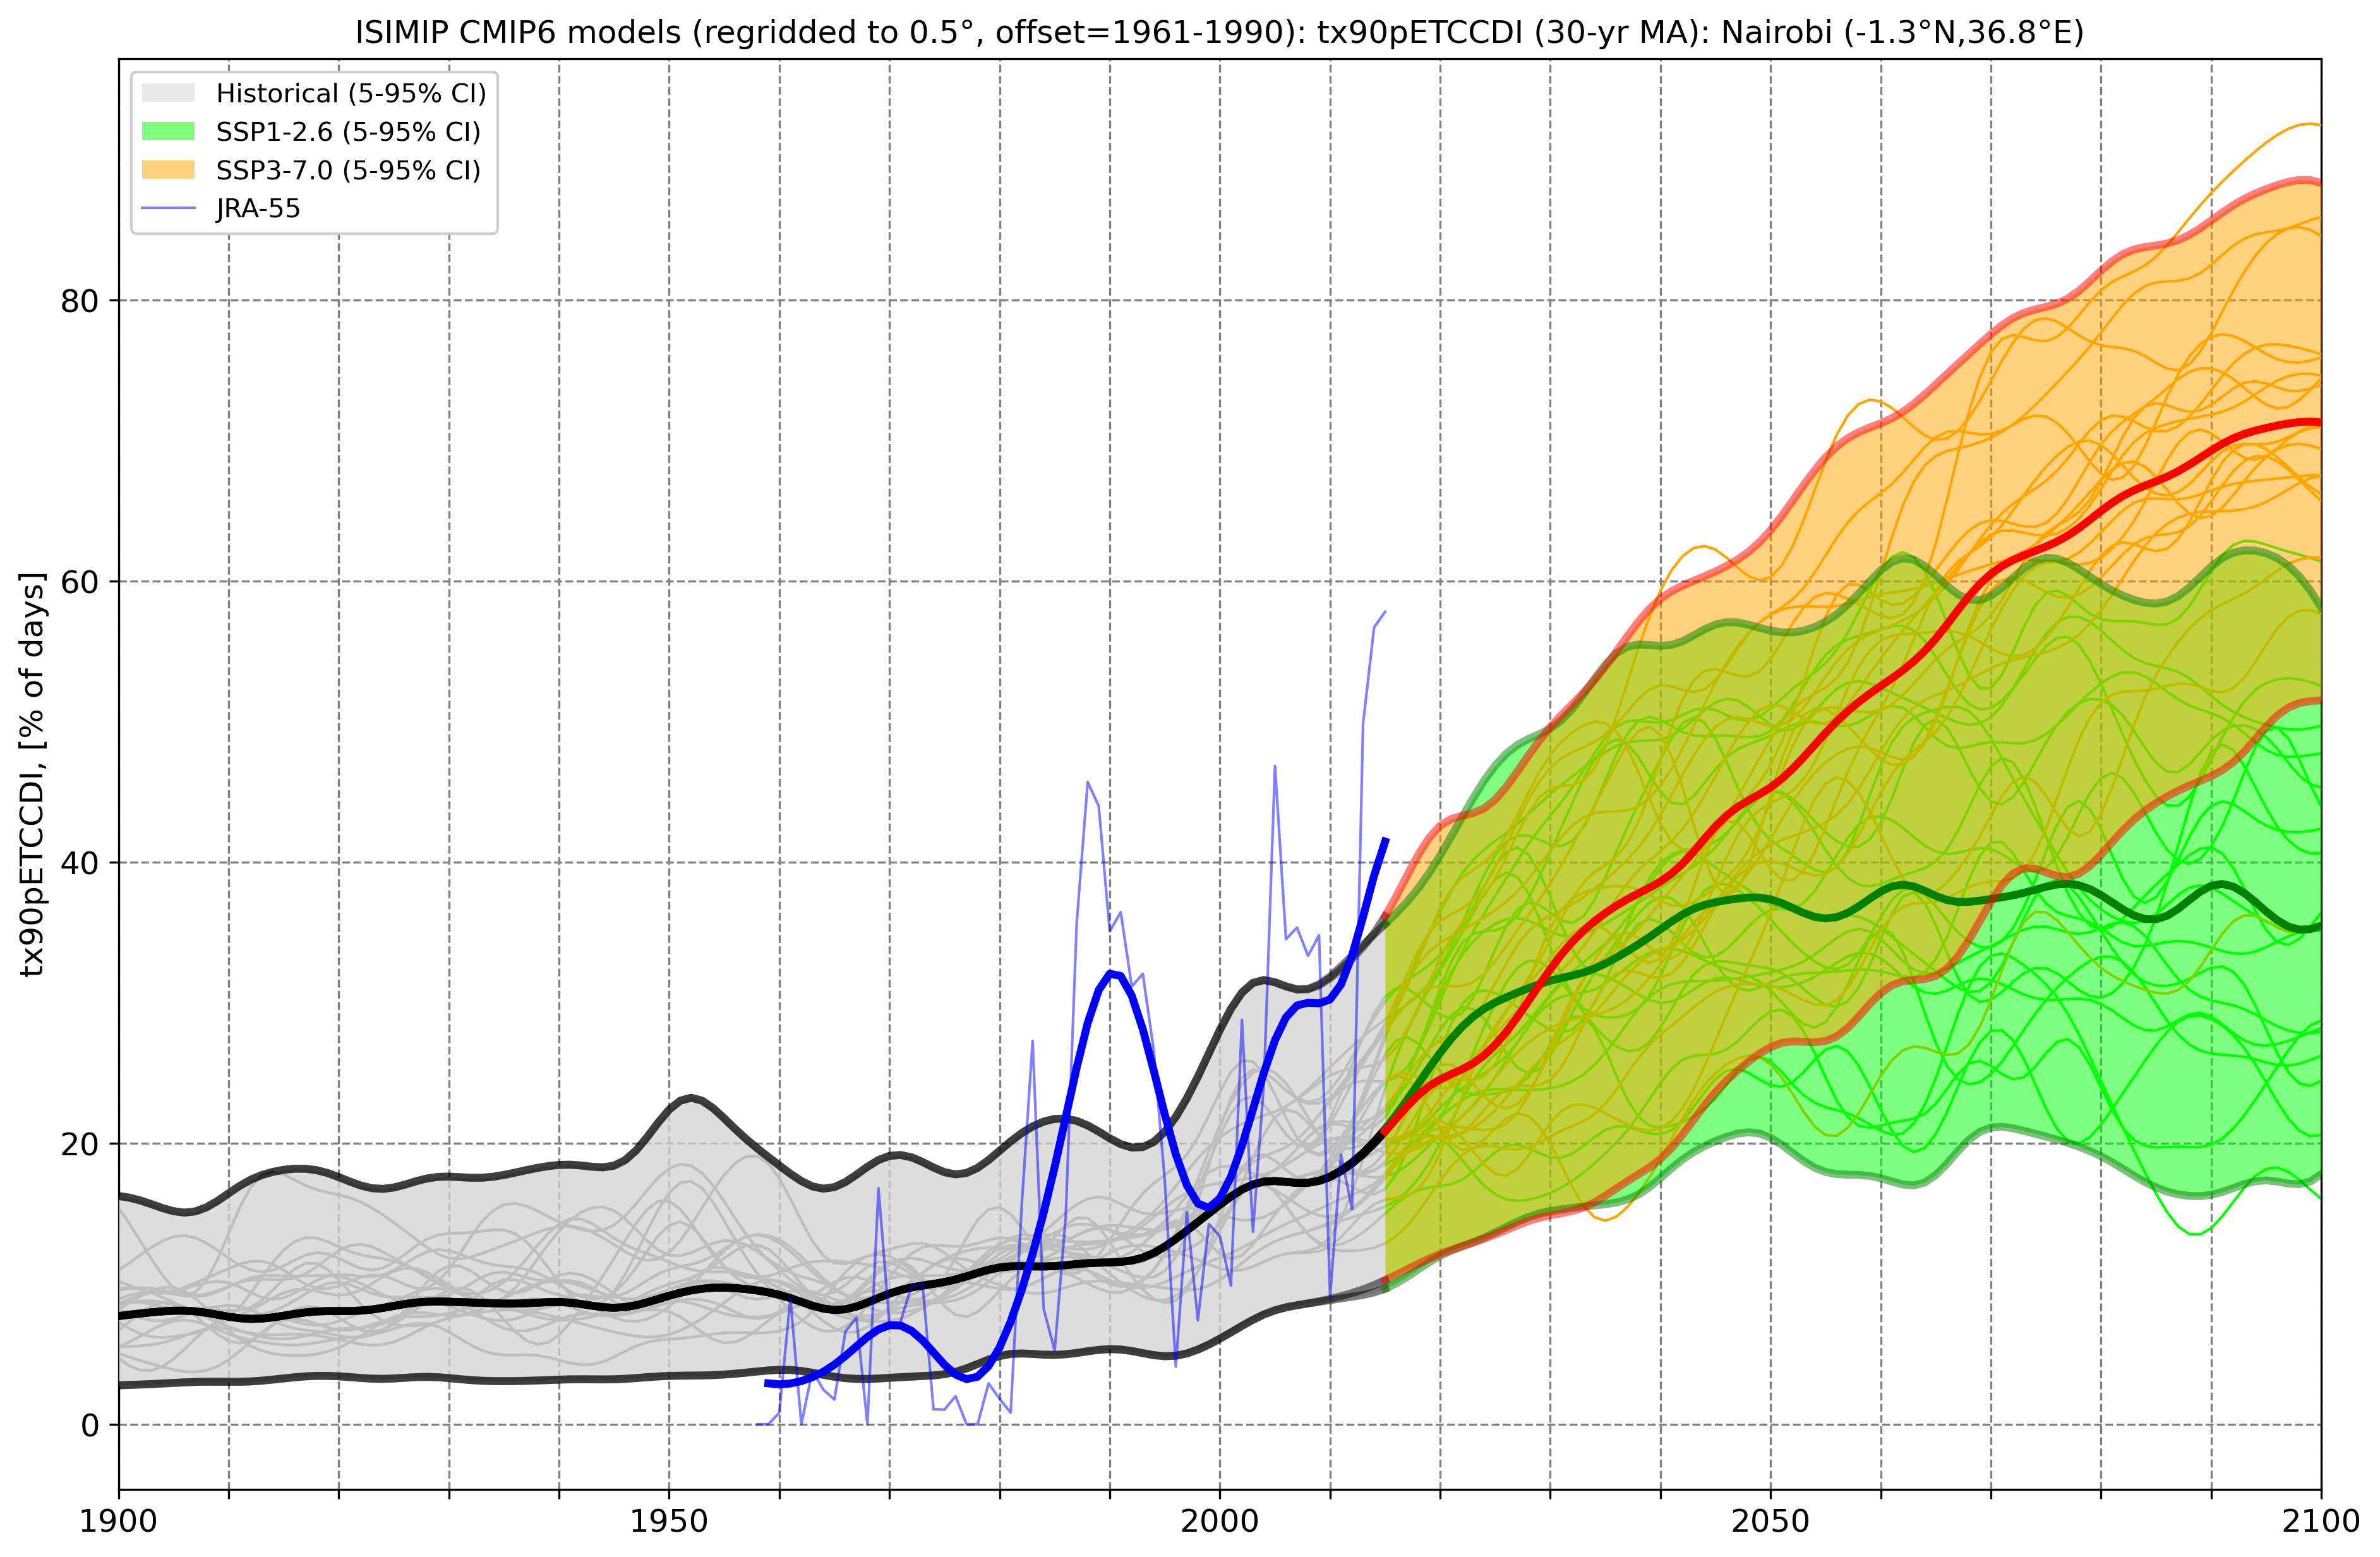 ISIMIP CMIP6 models (regridded to 0.5°, offset=1961-1990): tx90pETCCDI (30-yr MA): Nairobi (-1.3°N,36.8°E)
Historical (5-95% CI)
SSP1-2.6 (5-95% CI)
SSP3-7.0 (5-95% CI)
JRA-55
tx90pETCCDI, [% of days]
80
60
40
20
0
1900
1950
2000
2050
2100